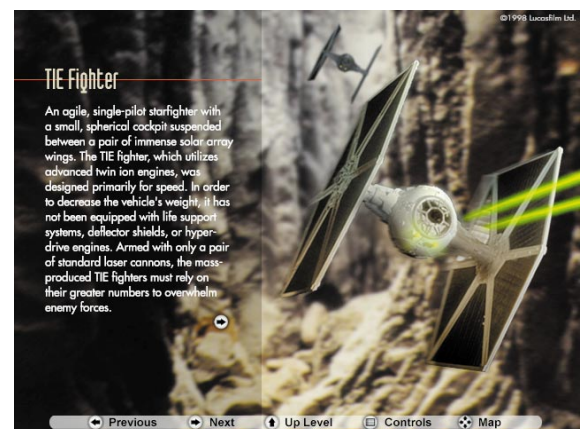 ©1998 Lucasfilm Ltd.
TIE Fighter
An agile, single-pilot starfighter with
a small, spherical cockpit suspended
between a pair of immense solar array
wings. The TIE fighter, which utilizes
advanced twin ion engines, was
designed primarily for speed. In order
to decrease the vehicle's weight, it has
not been equipped with life support
systems, deflector shields, or hyper-
drive engines. Armed with only a pair
of standard laser cannons, the mass-
produced TIE fighters must rely on
their greater numbers to overwhelm
enemy forces.
Previous Next Up Level Controls Map